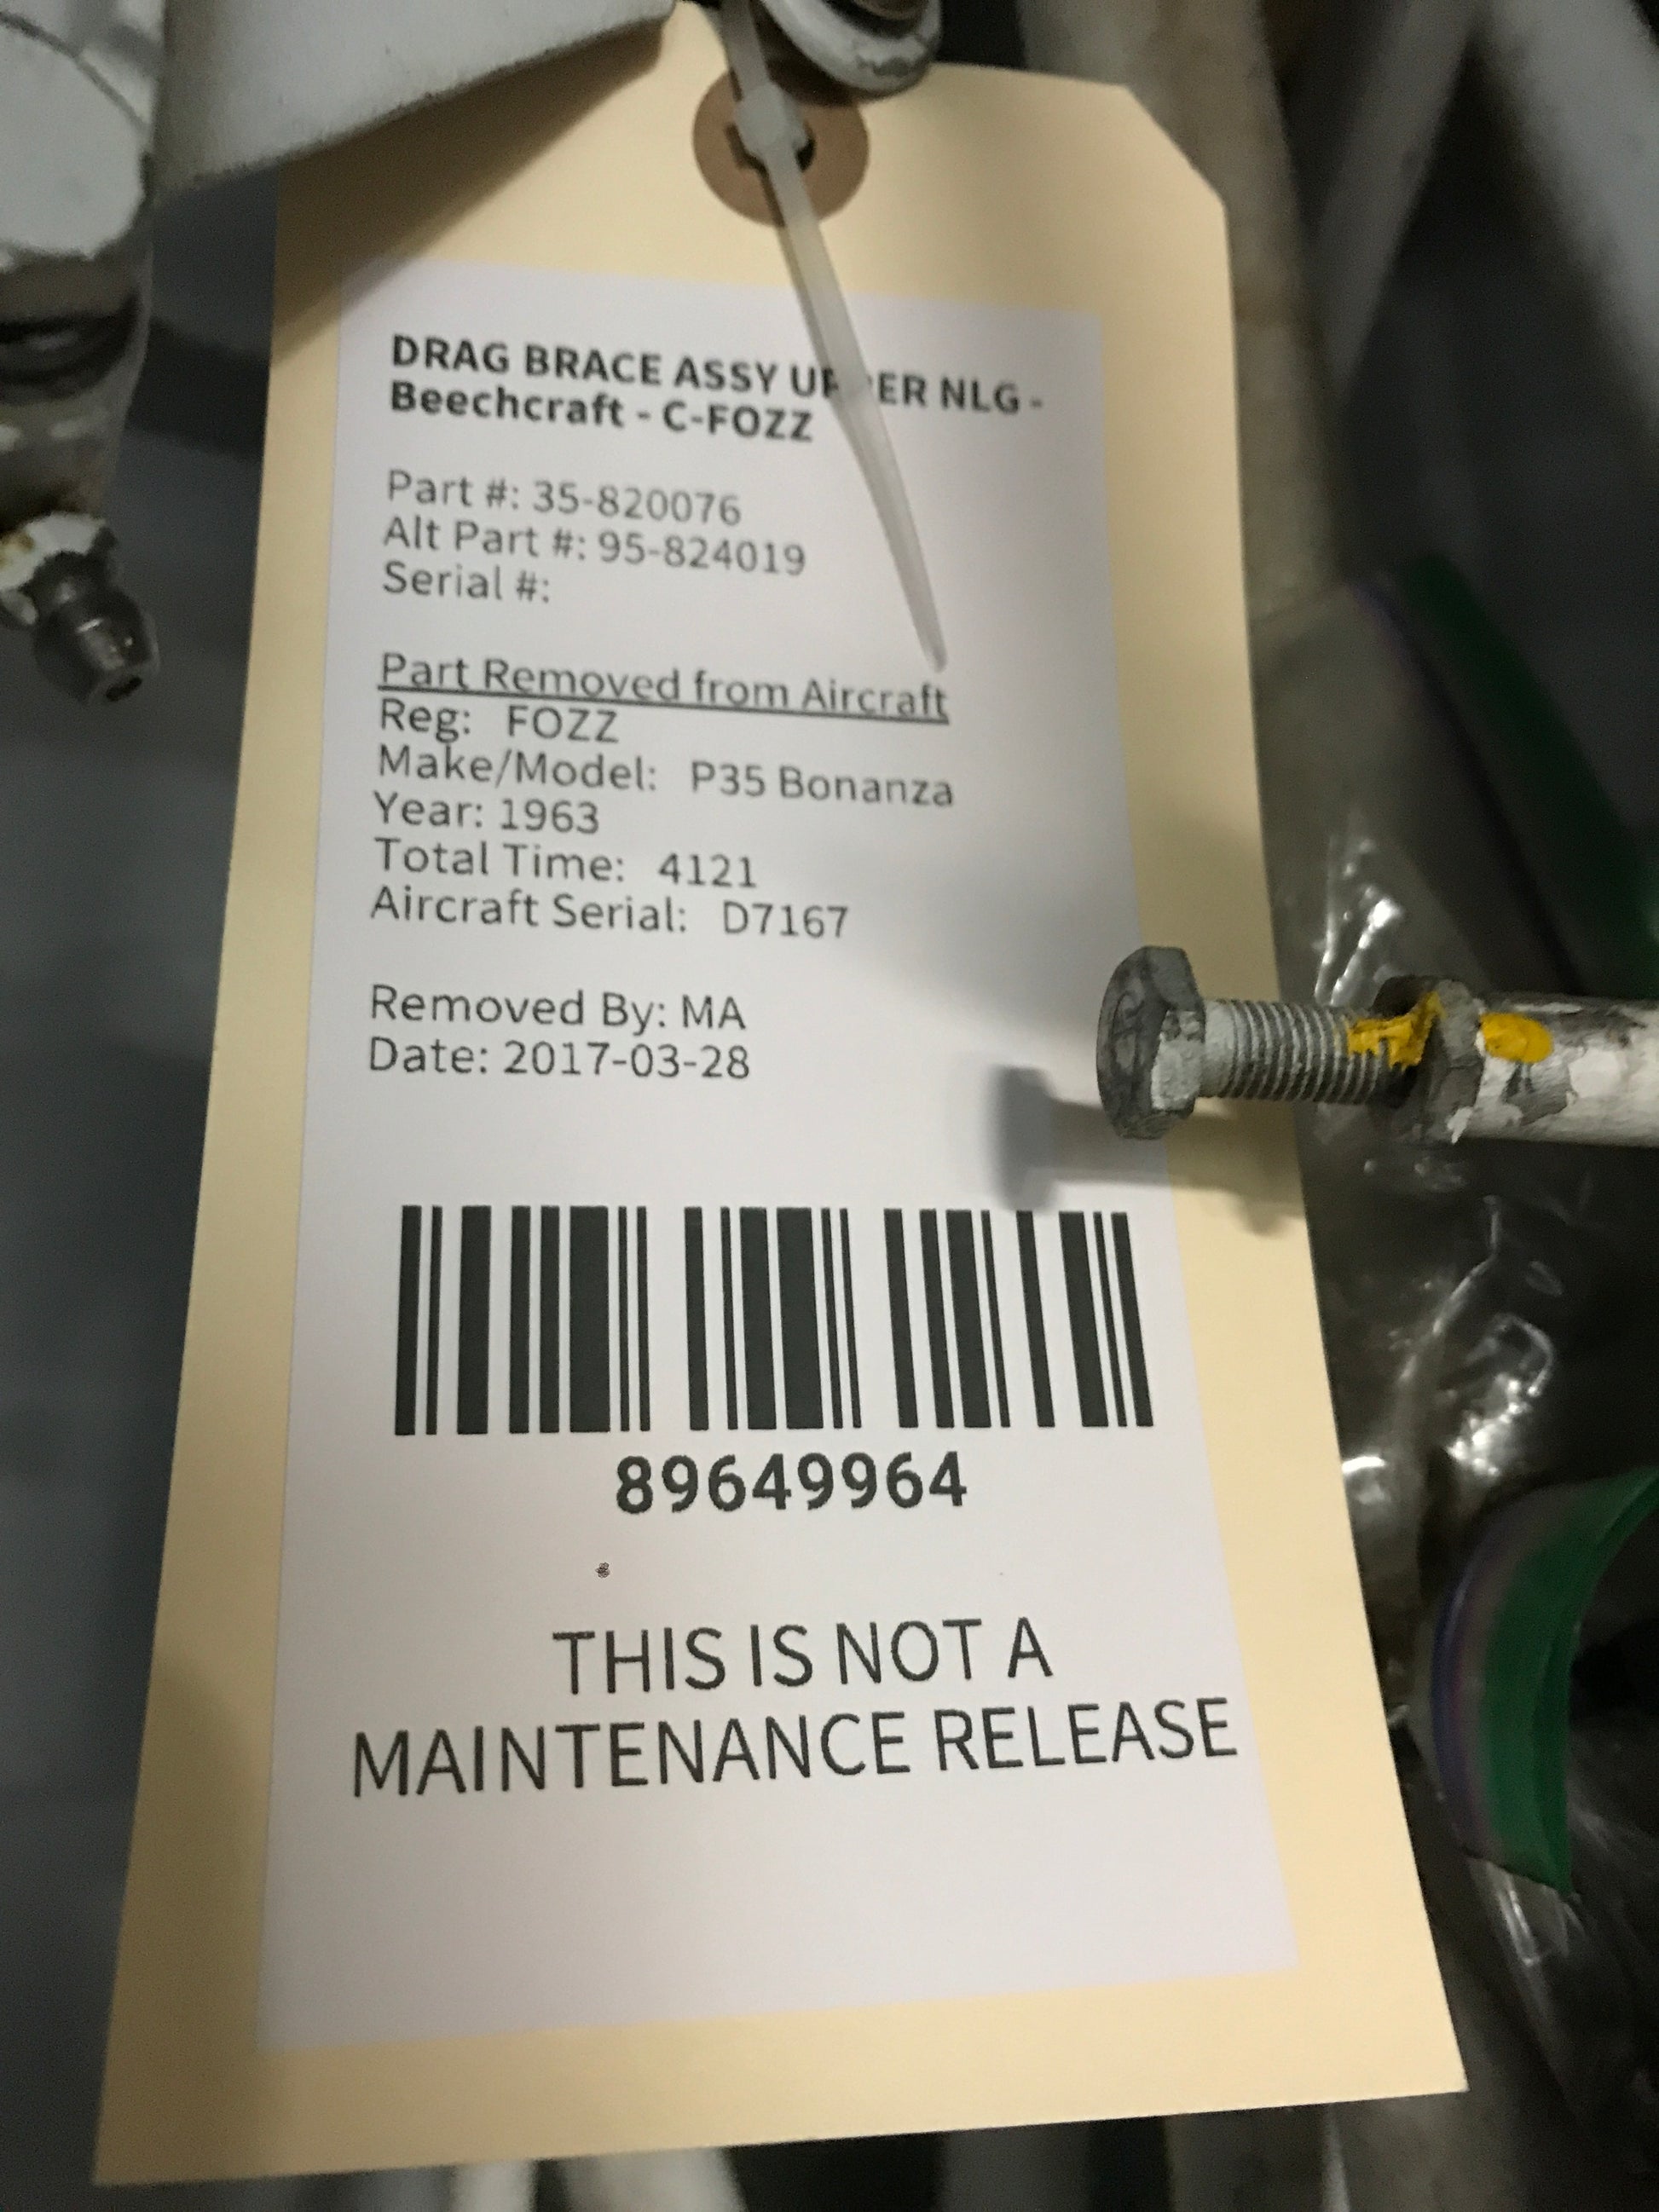 DRAG BRACE ASSY UPPER NLG -
Beechcraft - C-FOZZ
Part #: 35-820076
Alt Part #: 95-824019
Serial #:
Part Removed from Aircraft
Reg: FOZZ
Make/Model: P35 Bonanza
Year: 1963
Total Time: 4121
Aircraft Serial: D7167
Removed By: MA
Date: 2017-03-28
89649964
THIS IS NOT A
MAINTENANCE RELEASE